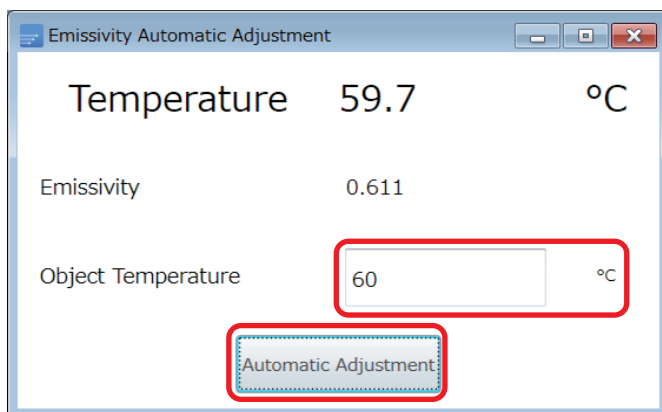 Emissivity Automatic Adjustment
Temperature 59.7 °C
Emissivity 0.611
Object Temperature 60 °C
Automatic Adjustment